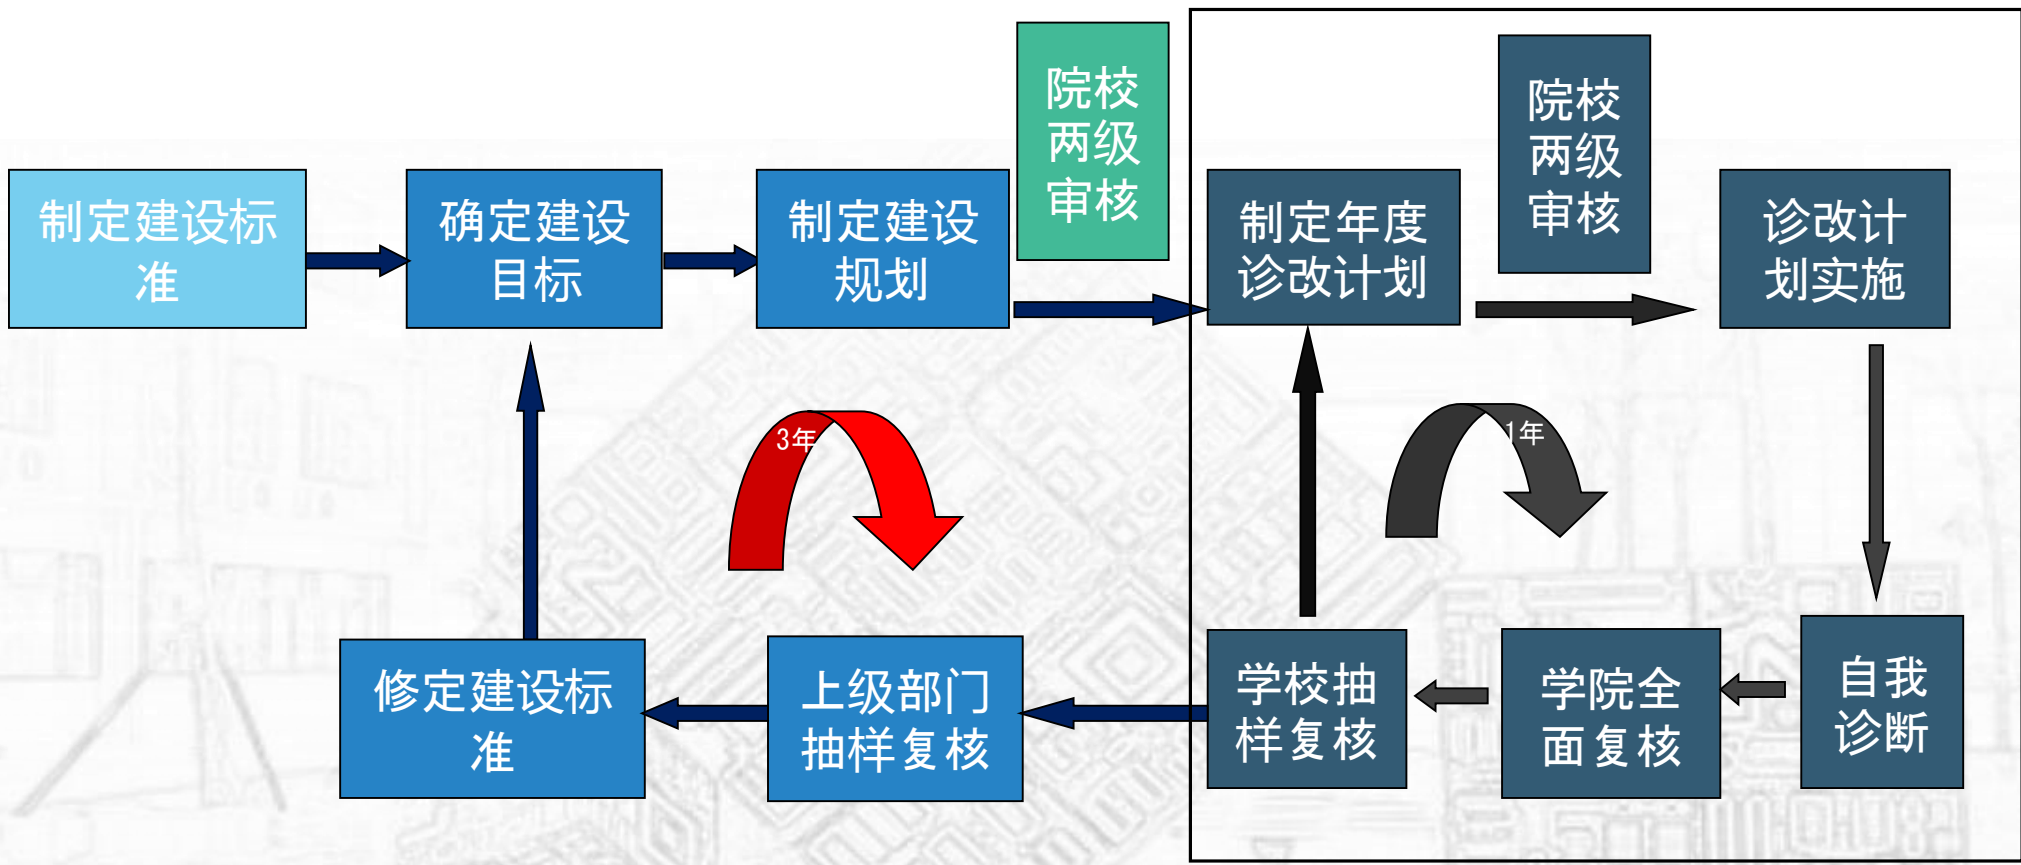 院校
两级
审核
院校
两级
审核
制定建设标
准
确定建设
目标
制定建设
规划
制定年度
诊改计划
诊改计
划实施
3年
1年
修定建设标
准
上级部门
抽样复核
学校抽
样复核
学院全
面复核
自我
诊断